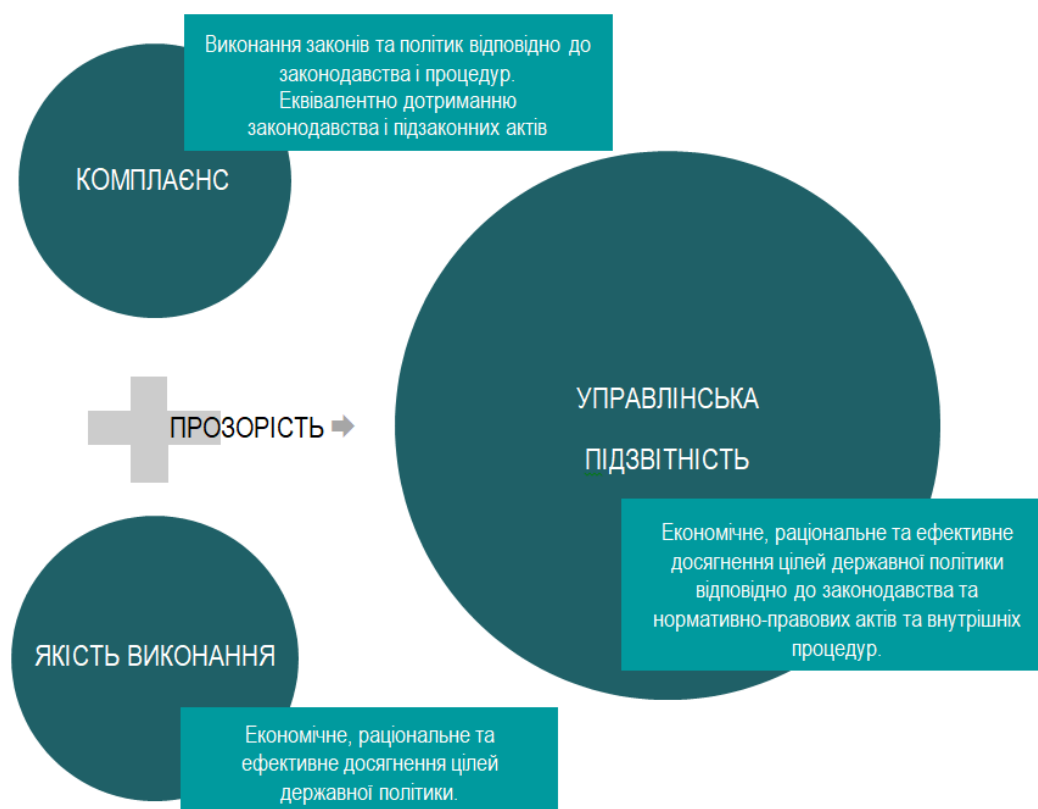 Виконання законів та політик відповідно до
законодавства і процедур.
Еквівалентно дотриманню
законодавства і підзаконних актів
КОМПЛАЄНС
ПРОЗОРІСТЬ
УПРАВЛІНСЬКА
ПІДЗВІТНІСТЬ
Економічне, раціональне та ефективне
досягнення цілей державної політики
відповідно до законодавства та
нормативно-правових актів та внутрішніх
процедур.
ЯКІСТЬ ВИКОНАННЯ
Економічне, раціональне та
ефективне досягнення цілей
державної політики.